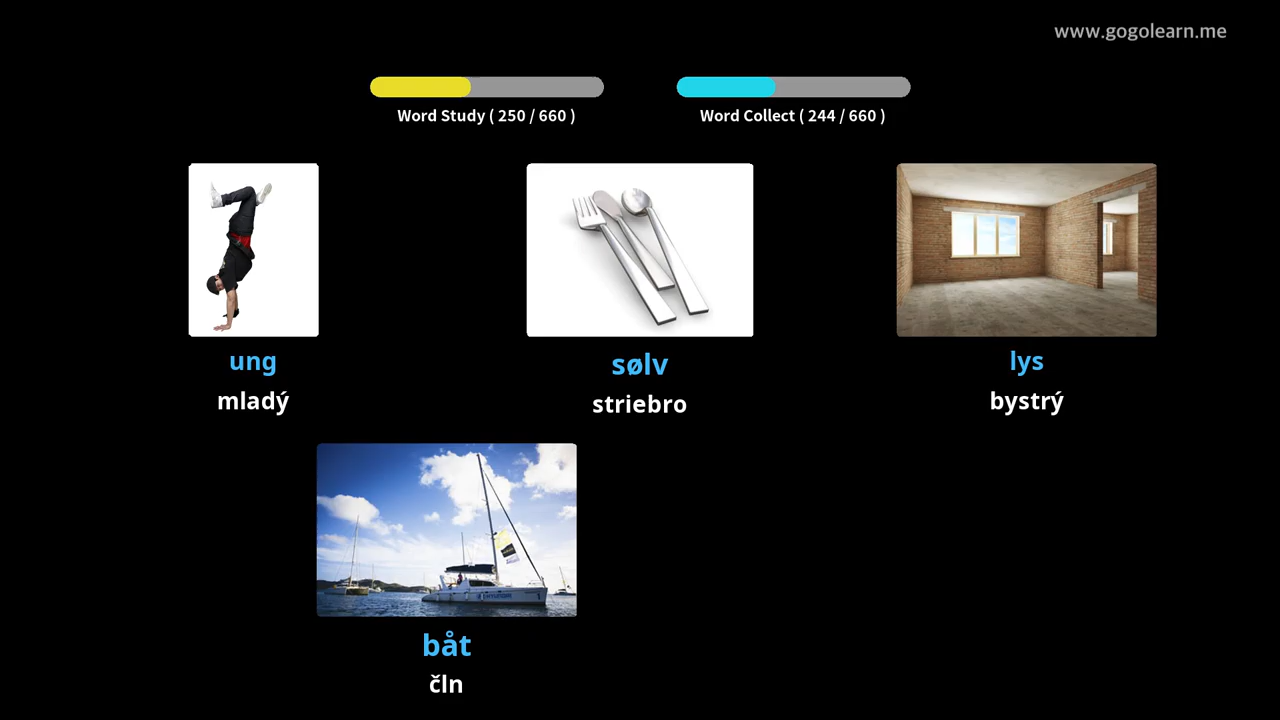 www.gogolearn.me
Word Study ( 250 / 660 )
Word Collect ( 244 / 660 )
ung
mladý
sølv
striebro
lys
bystrý
båt
čln